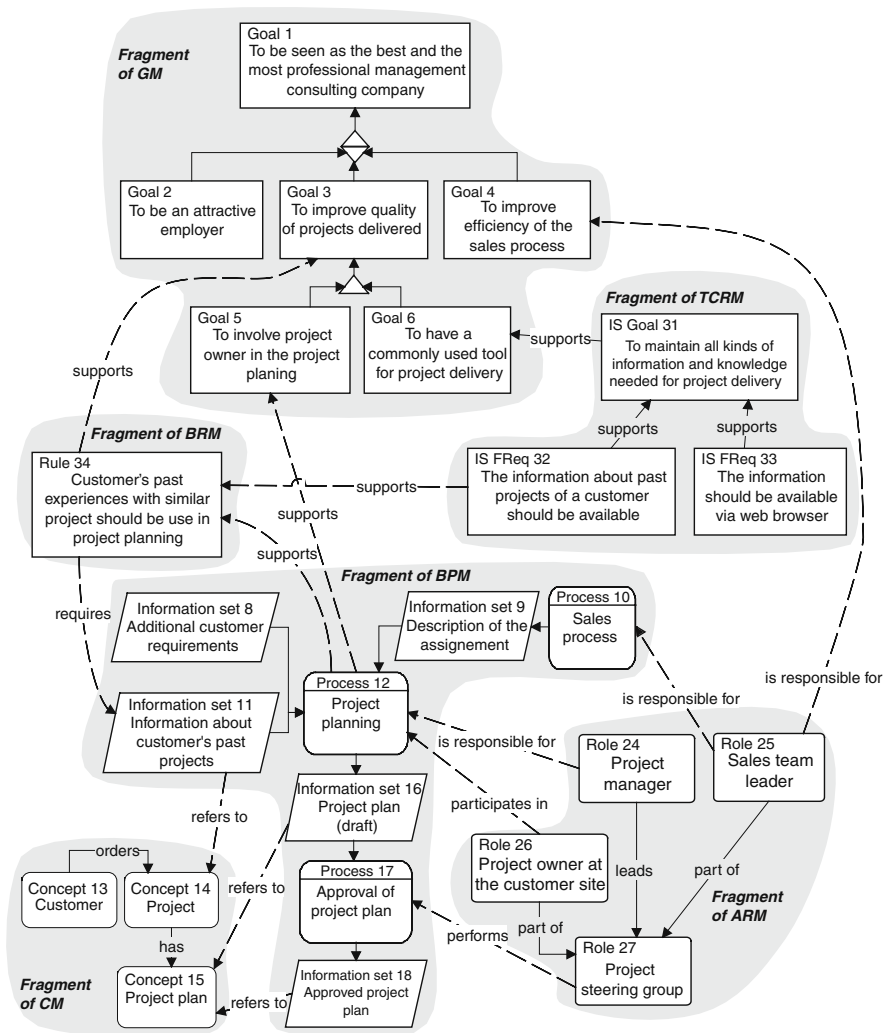 Fragment
of GM
Goal 1
To be seen as the best and the
most professional management
consulting company
Goal 2
To be an attractive
employer
Goal 3
To improve quality
of projects delivered
Goal 4
To improve
efficiency of the
sales process
Goal 5
To involve project
owner in the project
planing
Goal 6
To have a
commonly used tool
for project delivery
supports
Fragment of TCRM
IS Goal 31
To maintain all kinds of
information and knowledge
needed for project delivery
supports
supports
supports
IS FReq 32
The information about past
projects of a customer
should be available
IS FReq 33
The information
should be available
via web browser
Fragment of BRM
Rule 34
Customer's past
experiences with similar
project should be use in
project planning
supports
supports
supports
requires
Fragment of BPM
Information set 8
Additional customer
requirements
Information set 9
Description of the
assignement
Process 10
Sales
process
Information set 11
Information about
customer's past
projects
Process 12
Project
planning
is responsible for
is responsible for
is responsible for
Information set 16
Project plan
(draft)
participates in
Role 24
Project
manager
Role 25
Sales team
leader
refers to
refers to
orders
Concept 13
Customer
Concept 14
Project
has
Concept 15
Project plan
Fragment
of CM
Process 17
Approval of
project plan
Role 26
Project owner at
the customer site
leads
part of
Fragment
of ARM
part of
performs
Role 27
Project
steering group
Information set 18
Approved project
plan
refers to